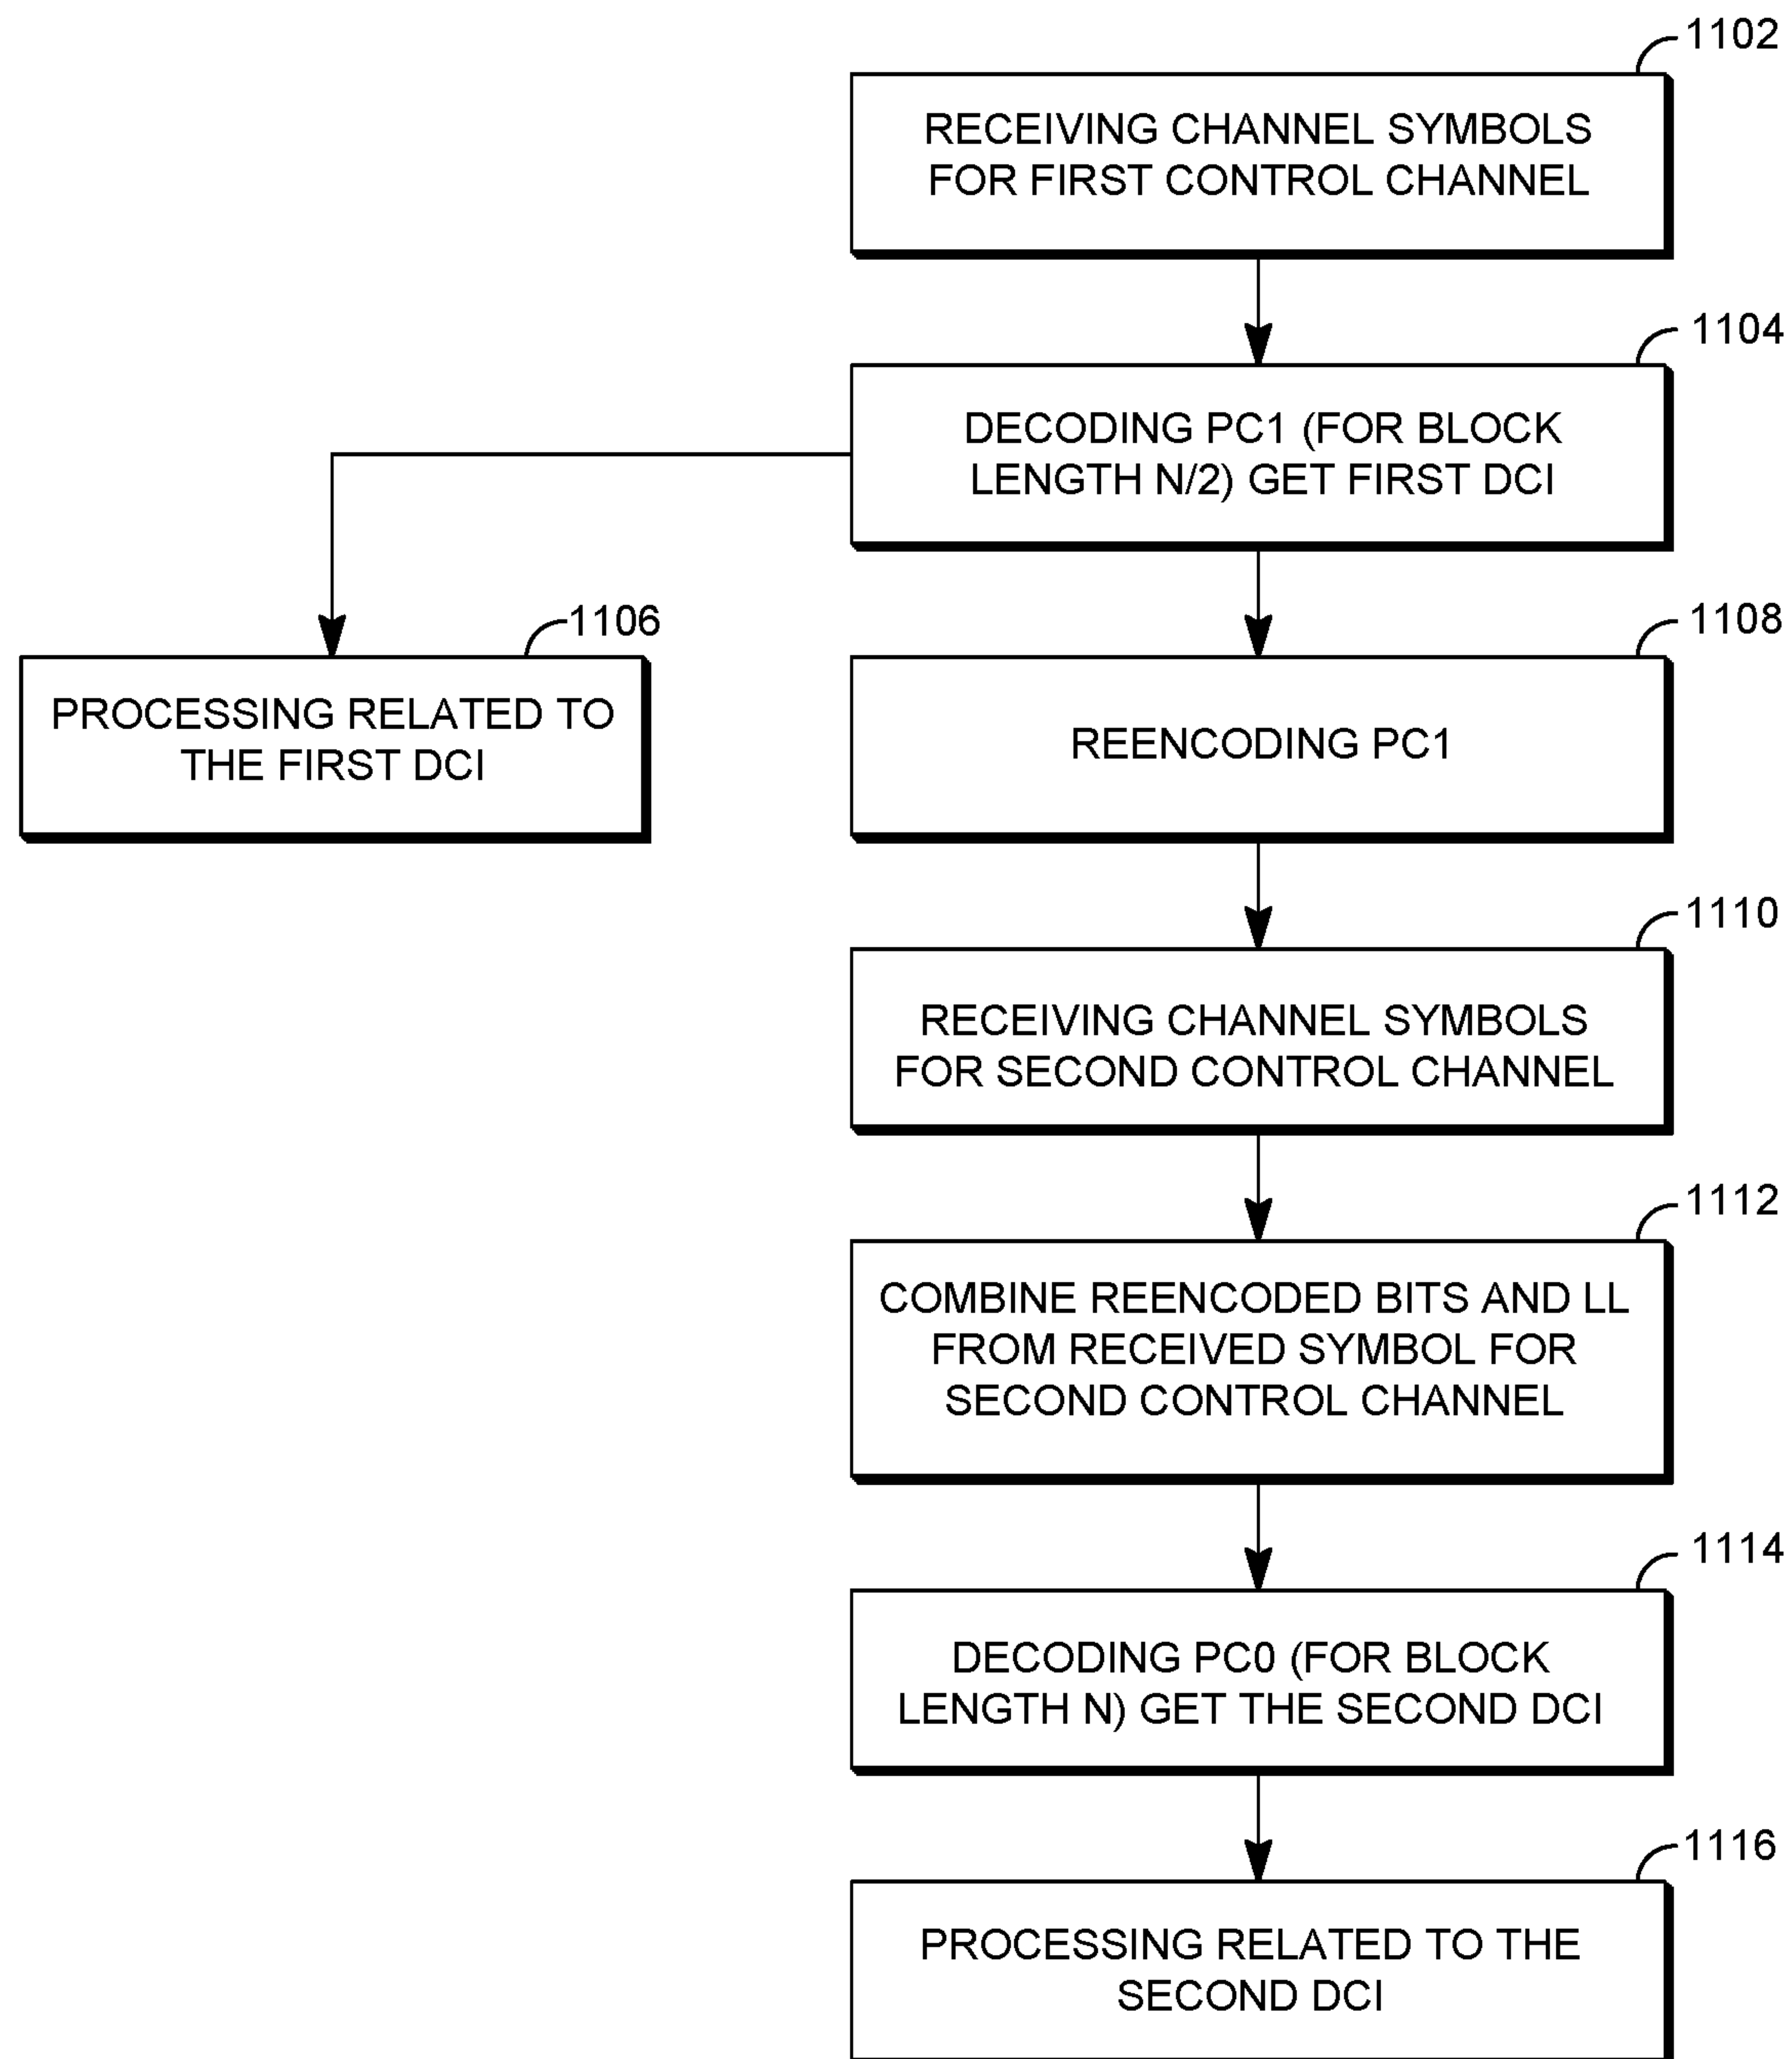 1102
RECEIVING CHANNEL SYMBOLS
FOR FIRST CONTROL CHANNEL
1104
DECODING PC1 (FOR BLOCK
LENGTH N/2) GET FIRST DCI
1106
PROCESSING RELATED TO
THE FIRST DCI
1108
REENCODING PC1
1110
RECEIVING CHANNEL SYMBOLS
FOR SECOND CONTROL CHANNEL
1112
COMBINE REENCODED BITS AND LL
FROM RECEIVED SYMBOL FOR
SECOND CONTROL CHANNEL
1114
DECODING PC0 (FOR BLOCK
LENGTH N) GET THE SECOND DCI
1116
PROCESSING RELATED TO THE
SECOND DCI